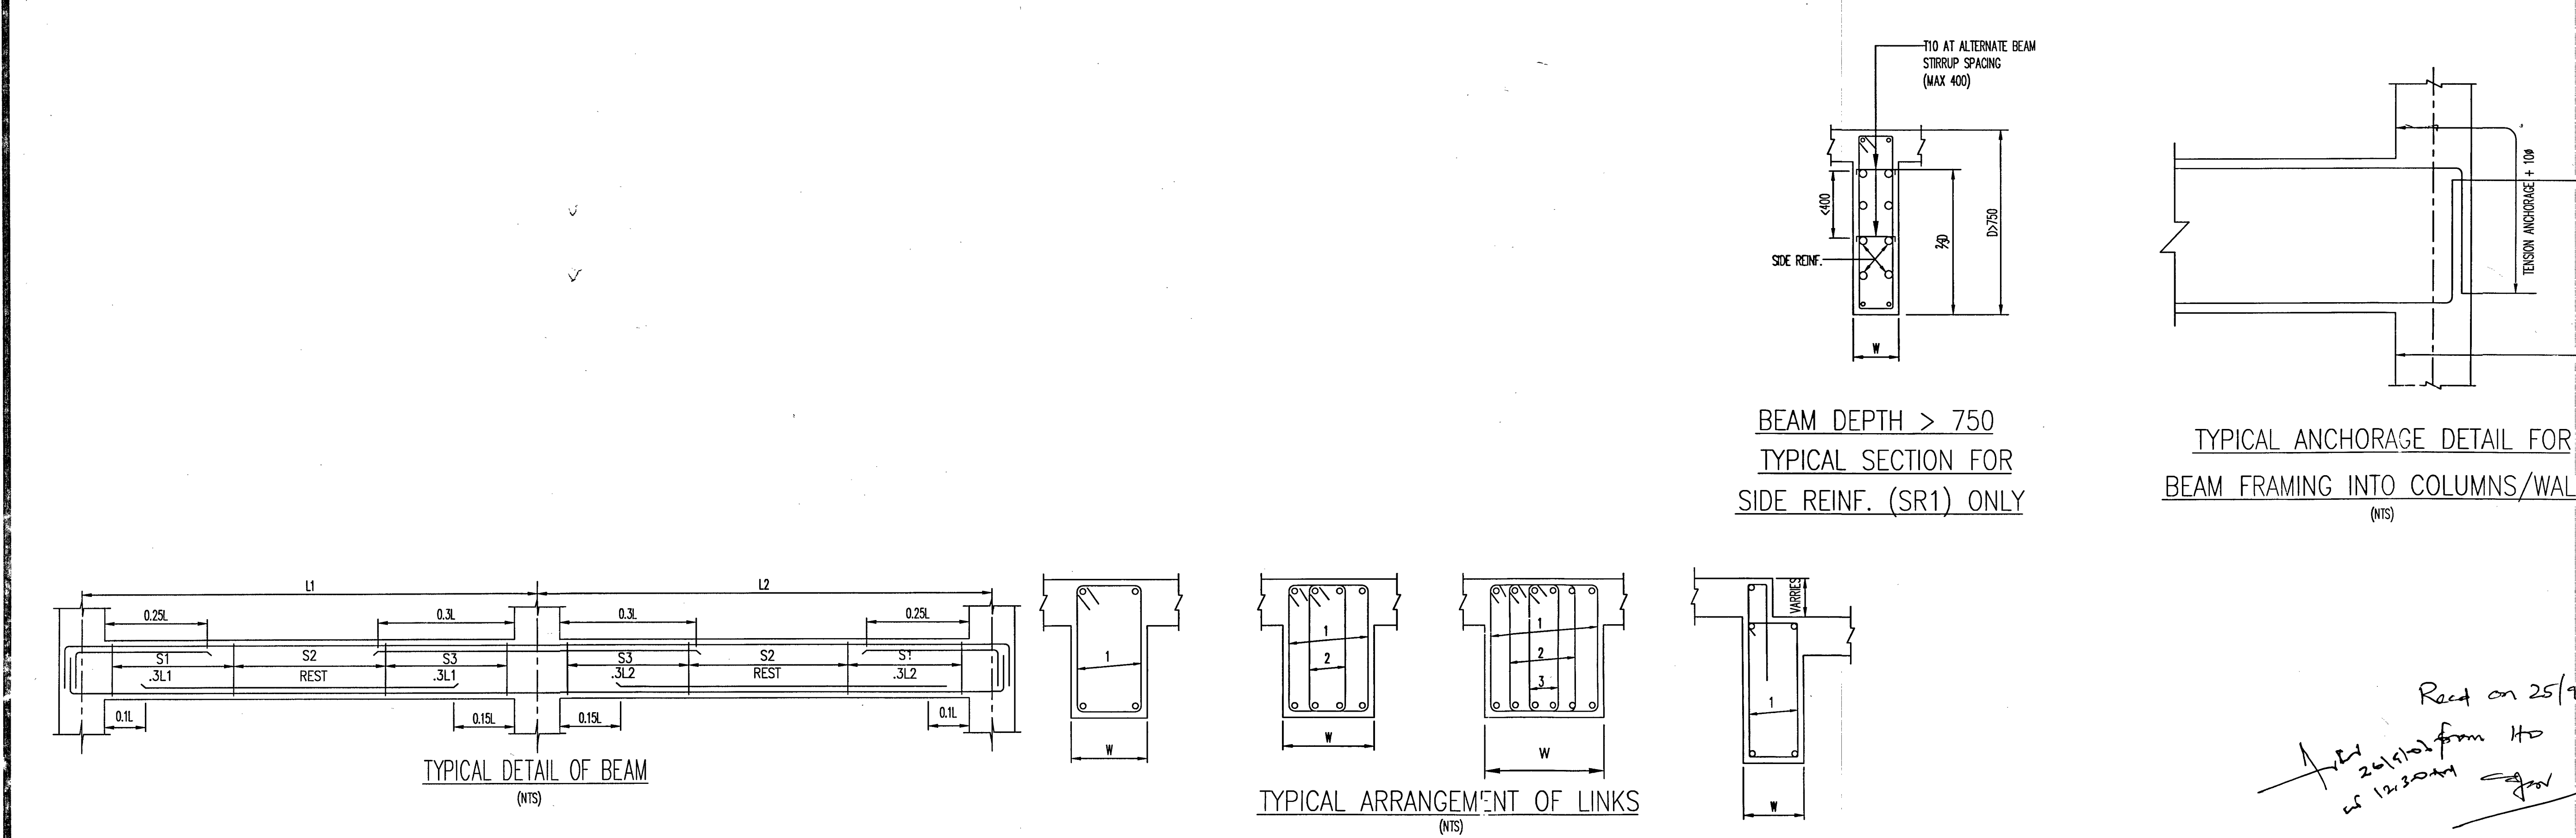 T10 AT ALTERNATE BEAM
STIRRUP SPACING
(MAX 400)
<400
D>750
SIDE REINF.
W
BEAM DEPTH > 750
TYPICAL SECTION FOR
SIDE REINF. (SR1) ONLY
TENSION ANCHORAGE + 10ø
TYPICAL ANCHORAGE DETAIL FOR
BEAM FRAMING INTO COLUMNS/WAL
(NTS)
L1 L2
0.25L 0.3L 0.3L 0.25L
S1 S2 S3 S3 S2 S1
.3L1 REST .3L1 .3L2 REST .3L2
0.1L 0.15L 0.15L 0.1L
TYPICAL DETAIL OF BEAM
(NTS)
1
W
1
2
W
1
2
3
W
VARRIES
1
W
TYPICAL ARRANGEMENT OF LINKS
(NTS)
Recd on 25/9
from HO